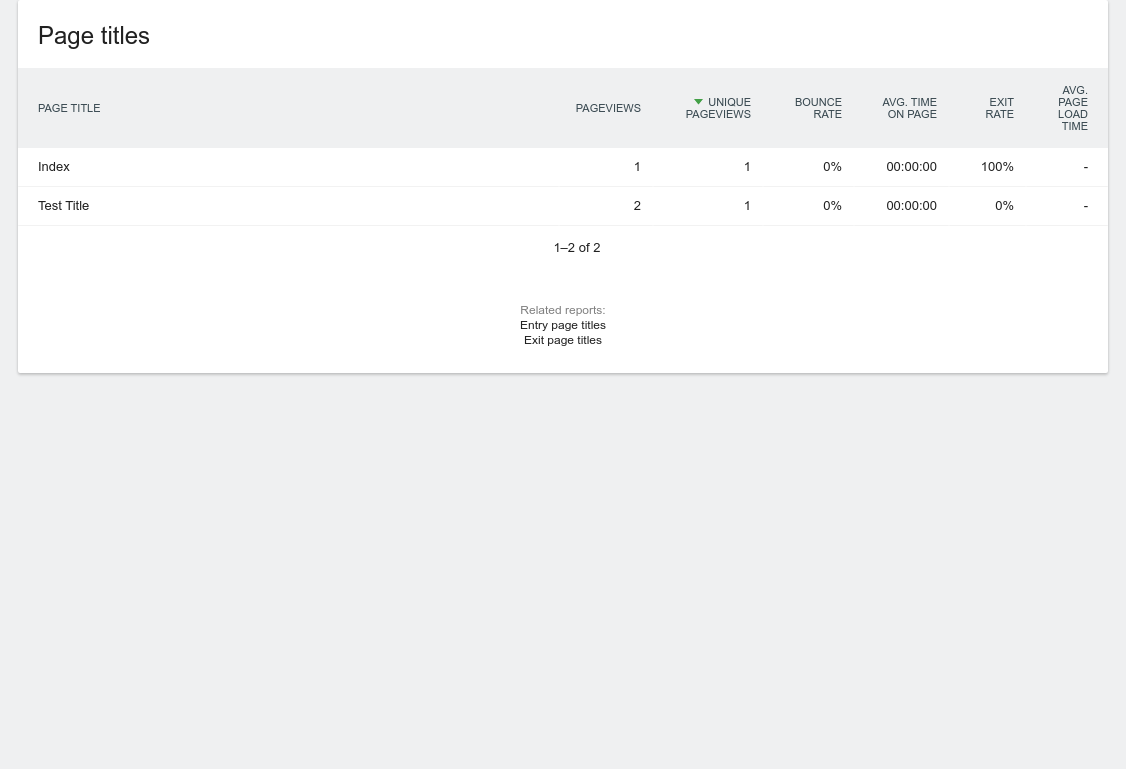 Page titles
PAGE TITLE PAGEVIEWS UNIQUE PAGEVIEWS BOUNCE RATE AVG. TIME ON PAGE EXIT RATE AVG. PAGE LOAD TIME
Index 1 1 0% 00:00:00 100% -
Test Title 2 1 0% 00:00:00 0% -
1–2 of 2
Related reports:
Entry page titles
Exit page titles